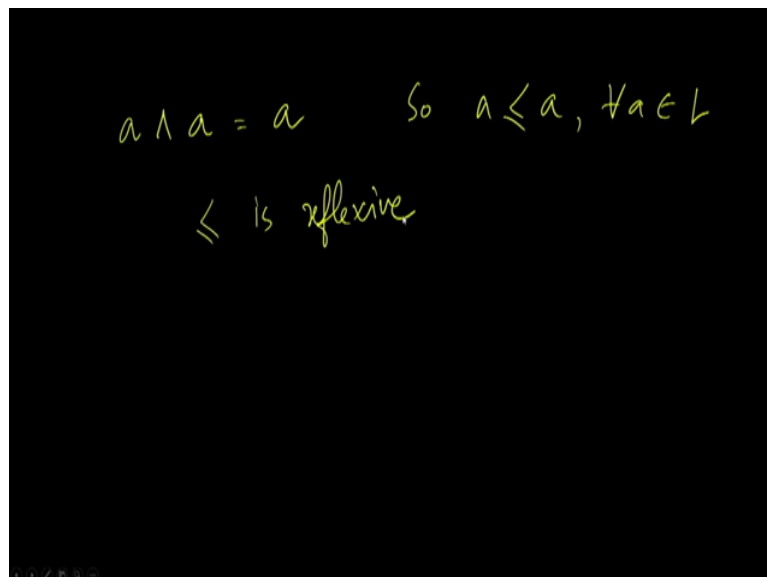 a ∧ a = a So a ≤ a, ∀a ∈ L
≤ is reflexive